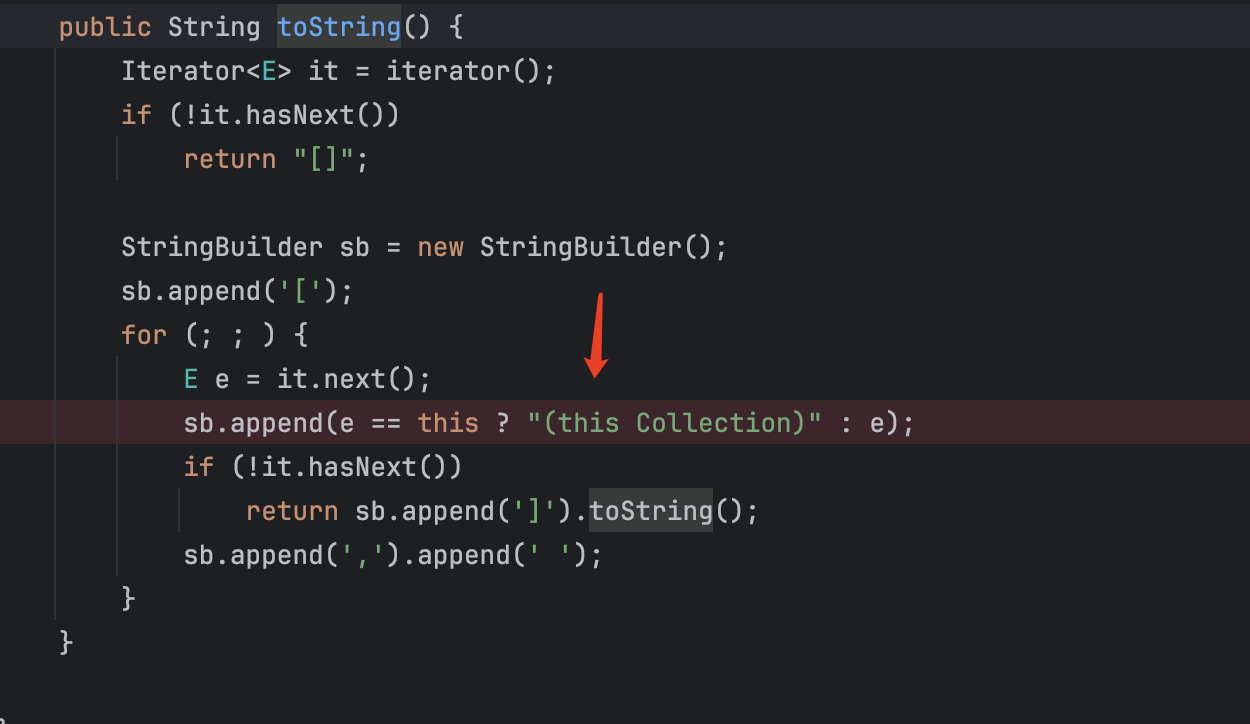 public String toString() {
    Iterator<E> it = iterator();
    if (!it.hasNext())
        return "[]";

    StringBuilder sb = new StringBuilder();
    sb.append('[');
    for (; ; ) {
        E e = it.next();
        sb.append(e == this ? "(this Collection)" : e);
        if (!it.hasNext())
            return sb.append(']').toString();
        sb.append(',').append(' ');
    }
}